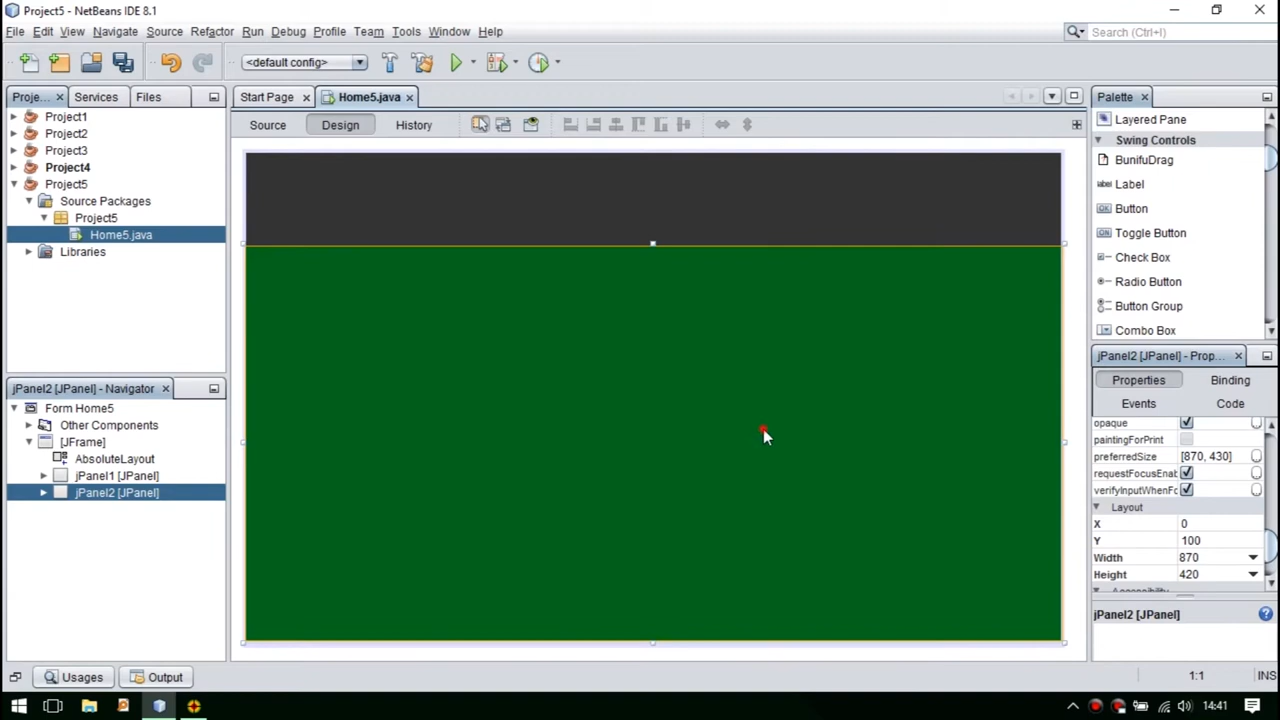 Project5 - NetBeans IDE 8.1
File Edit View Navigate Source Refactor Run Debug Profile Team Tools Window Help
Search (Ctrl+I)
<default config>
Proje...
Services
Files
Start Page
Home5.java
Palette
Source
Design
History
Project1
Project2
Project3
Project4
Project5
Source Packages
Project5
Home5.java
Libraries
jPanel2 [JPanel] - Navigator
Form Home5
Other Components
[JFrame]
AbsoluteLayout
jPanel1 [JPanel]
jPanel2 [JPanel]
Layered Pane
Swing Controls
BunifuDrag
label Label
OK Button
OK Toggle Button
Check Box
Radio Button
Button Group
Combo Box
jPanel2 [JPanel] - Prop...
Properties
Binding
Events
Code
opaque
paintingForPrint
preferredSize [870, 430]
requestFocusEnab
verifyInputWhenFo
Layout
X 0
Y 100
Width 870
Height 420
jPanel2 [JPanel]
Usages
Output
1:1
INS
14:41